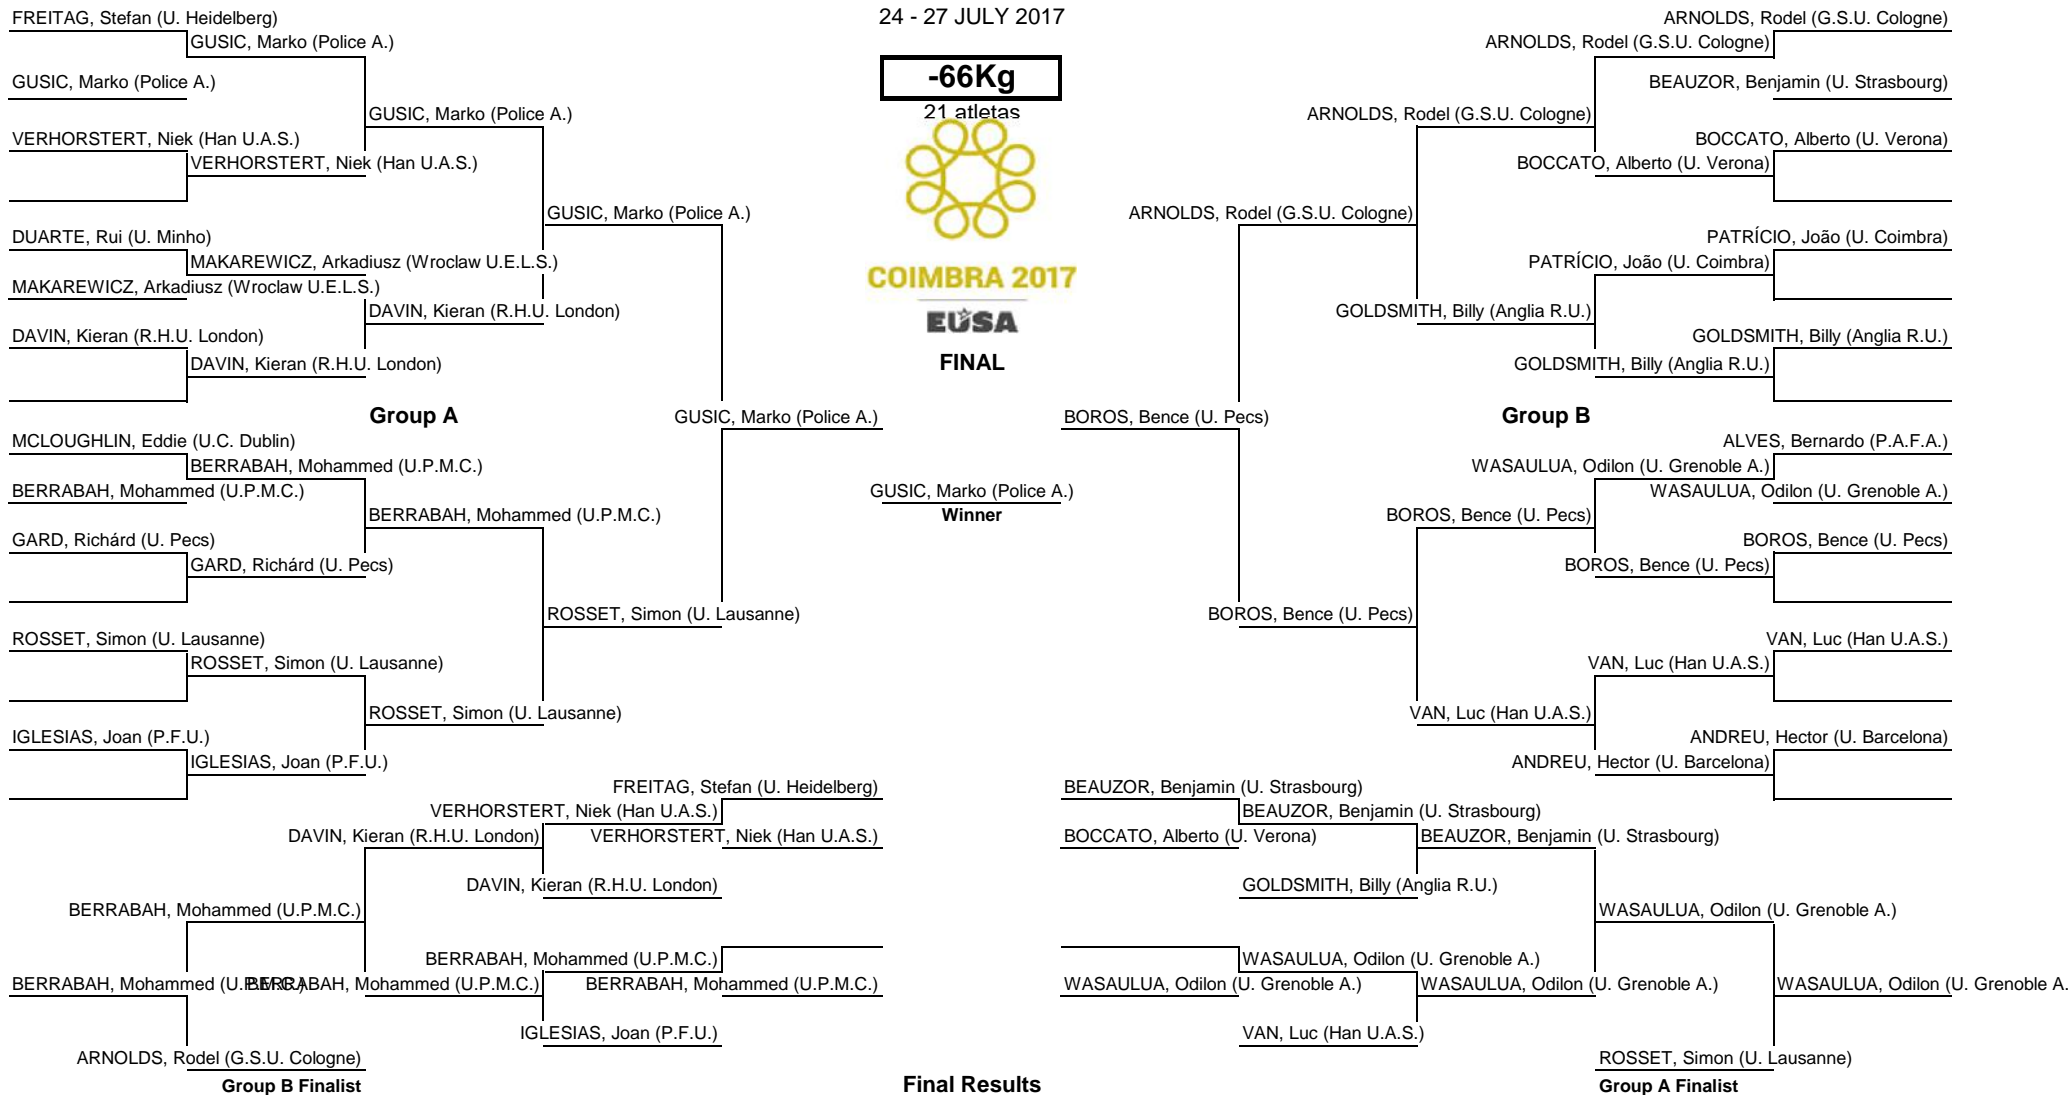 24 - 27 JULY 2017
-66Kg
21 atletas
COIMBRA 2017
EUSA
FINAL
FREITAG, Stefan (U. Heidelberg)
GUSIC, Marko (Police A.)
GUSIC, Marko (Police A.)
GUSIC, Marko (Police A.)
VERHORSTERT, Niek (Han U.A.S.)
VERHORSTERT, Niek (Han U.A.S.)
GUSIC, Marko (Police A.)
DUARTE, Rui (U. Minho)
MAKAREWICZ, Arkadiusz (Wroclaw U.E.L.S.)
MAKAREWICZ, Arkadiusz (Wroclaw U.E.L.S.)
DAVIN, Kieran (R.H.U. London)
DAVIN, Kieran (R.H.U. London)
DAVIN, Kieran (R.H.U. London)
Group A
GUSIC, Marko (Police A.)
MCLOUGHLIN, Eddie (U.C. Dublin)
BERRABAH, Mohammed (U.P.M.C.)
BERRABAH, Mohammed (U.P.M.C.)
BERRABAH, Mohammed (U.P.M.C.)
GARD, Richárd (U. Pecs)
GARD, Richárd (U. Pecs)
ROSSET, Simon (U. Lausanne)
ROSSET, Simon (U. Lausanne)
ROSSET, Simon (U. Lausanne)
ROSSET, Simon (U. Lausanne)
IGLESIAS, Joan (P.F.U.)
IGLESIAS, Joan (P.F.U.)
GUSIC, Marko (Police A.)
Winner
ARNOLDS, Rodel (G.S.U. Cologne)
ARNOLDS, Rodel (G.S.U. Cologne)
BEAUZOR, Benjamin (U. Strasbourg)
ARNOLDS, Rodel (G.S.U. Cologne)
BOCCATO, Alberto (U. Verona)
BOCCATO, Alberto (U. Verona)
ARNOLDS, Rodel (G.S.U. Cologne)
PATRÍCIO, João (U. Coimbra)
PATRÍCIO, João (U. Coimbra)
GOLDSMITH, Billy (Anglia R.U.)
GOLDSMITH, Billy (Anglia R.U.)
GOLDSMITH, Billy (Anglia R.U.)
BOROS, Bence (U. Pecs)
Group B
ALVES, Bernardo (P.A.F.A.)
WASAULUA, Odilon (U. Grenoble A.)
WASAULUA, Odilon (U. Grenoble A.)
BOROS, Bence (U. Pecs)
BOROS, Bence (U. Pecs)
BOROS, Bence (U. Pecs)
BOROS, Bence (U. Pecs)
VAN, Luc (Han U.A.S.)
VAN, Luc (Han U.A.S.)
VAN, Luc (Han U.A.S.)
ANDREU, Hector (U. Barcelona)
ANDREU, Hector (U. Barcelona)
FREITAG, Stefan (U. Heidelberg)
VERHORSTERT, Niek (Han U.A.S.)
DAVIN, Kieran (R.H.U. London)
VERHORSTERT, Niek (Han U.A.S.)
DAVIN, Kieran (R.H.U. London)
BERRABAH, Mohammed (U.P.M.C.)
BERRABAH, Mohammed (U.P.M.C.)
BERRABAH, Mohammed (U.P.M.C.)
BERRABAH, Mohammed (U.P.M.C.)
BERRABAH, Mohammed (U.P.M.C.)
IGLESIAS, Joan (P.F.U.)
ARNOLDS, Rodel (G.S.U. Cologne)
Group B Finalist
BEAUZOR, Benjamin (U. Strasbourg)
BEAUZOR, Benjamin (U. Strasbourg)
BOCCATO, Alberto (U. Verona)
BEAUZOR, Benjamin (U. Strasbourg)
GOLDSMITH, Billy (Anglia R.U.)
WASAULUA, Odilon (U. Grenoble A.)
WASAULUA, Odilon (U. Grenoble A.)
WASAULUA, Odilon (U. Grenoble A.)
WASAULUA, Odilon (U. Grenoble A.)
WASAULUA, Odilon (U. Grenoble A.
VAN, Luc (Han U.A.S.)
ROSSET, Simon (U. Lausanne)
Group A Finalist
Final Results